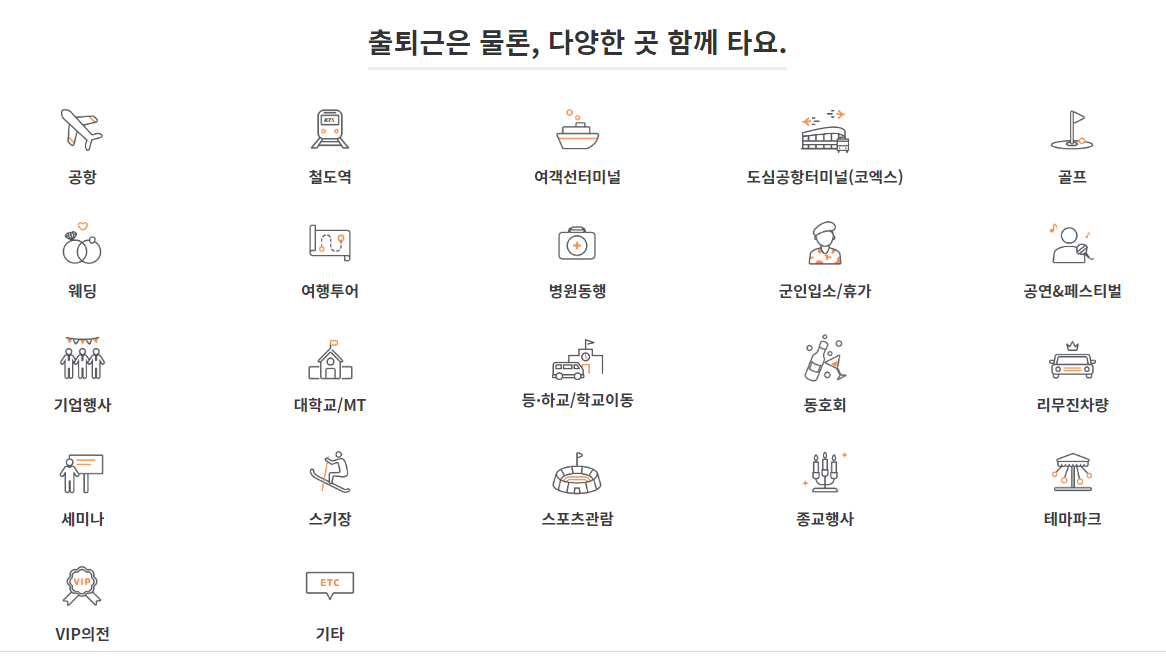 출퇴근은 물론, 다양한 곳 함께 타요.
공항
철도역
여객선터미널
도심공항터미널(코엑스)
골프
웨딩
여행투어
병원동행
군인입소/휴가
공연&페스티벌
기업행사
대학교/MT
등·하교/학교이동
동호회
리무진차량
세미나
스키장
스포츠관람
종교행사
테마파크
VIP
ETC
VIP의전
기타